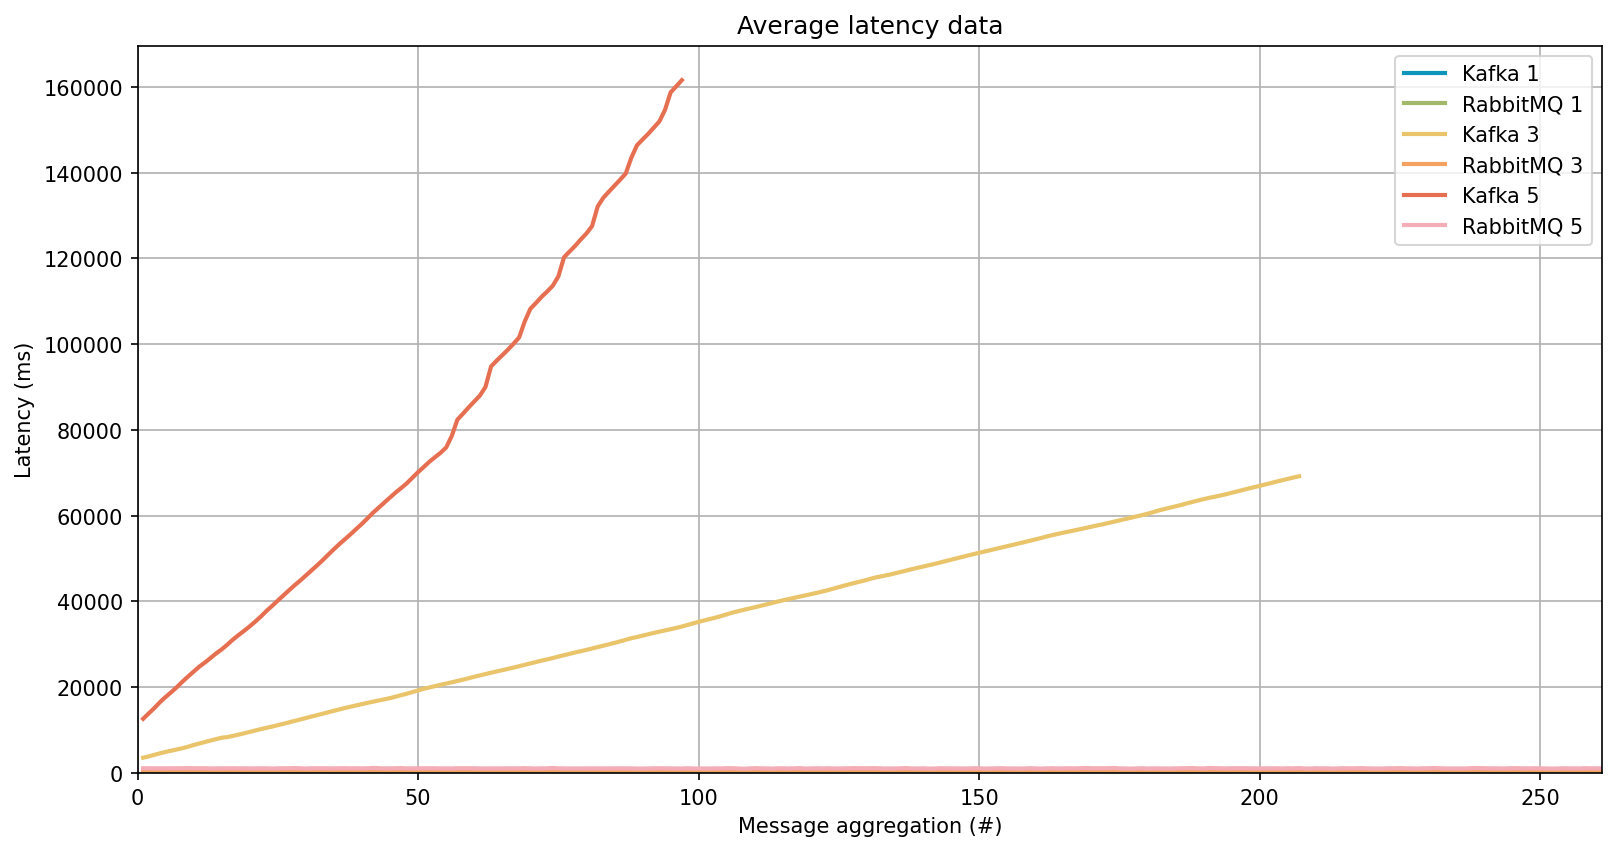 Average latency data
Kafka 1
RabbitMQ 1
Kafka 3
RabbitMQ 3
Kafka 5
RabbitMQ 5
Latency (ms)
160000
140000
120000
100000
80000
60000
40000
20000
0
0 50 100 150 200 250
Message aggregation (#)